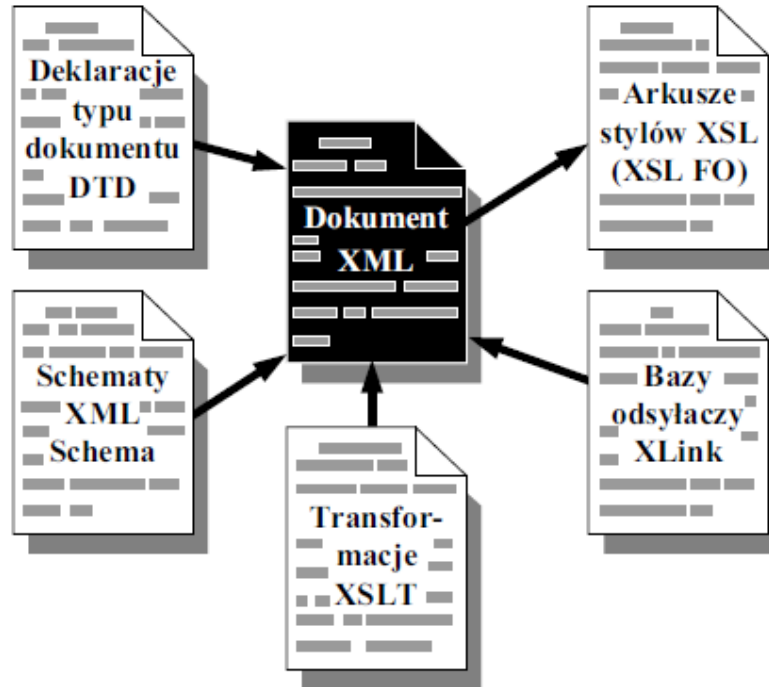 Deklaracje
typu
dokumentu
DTD
Arkusze
stylów XSL
(XSL FO)
Dokument
XML
Schematy
XML
Schema
Bazy
odsyłaczy
XLink
Transfor-
macje
XSLT